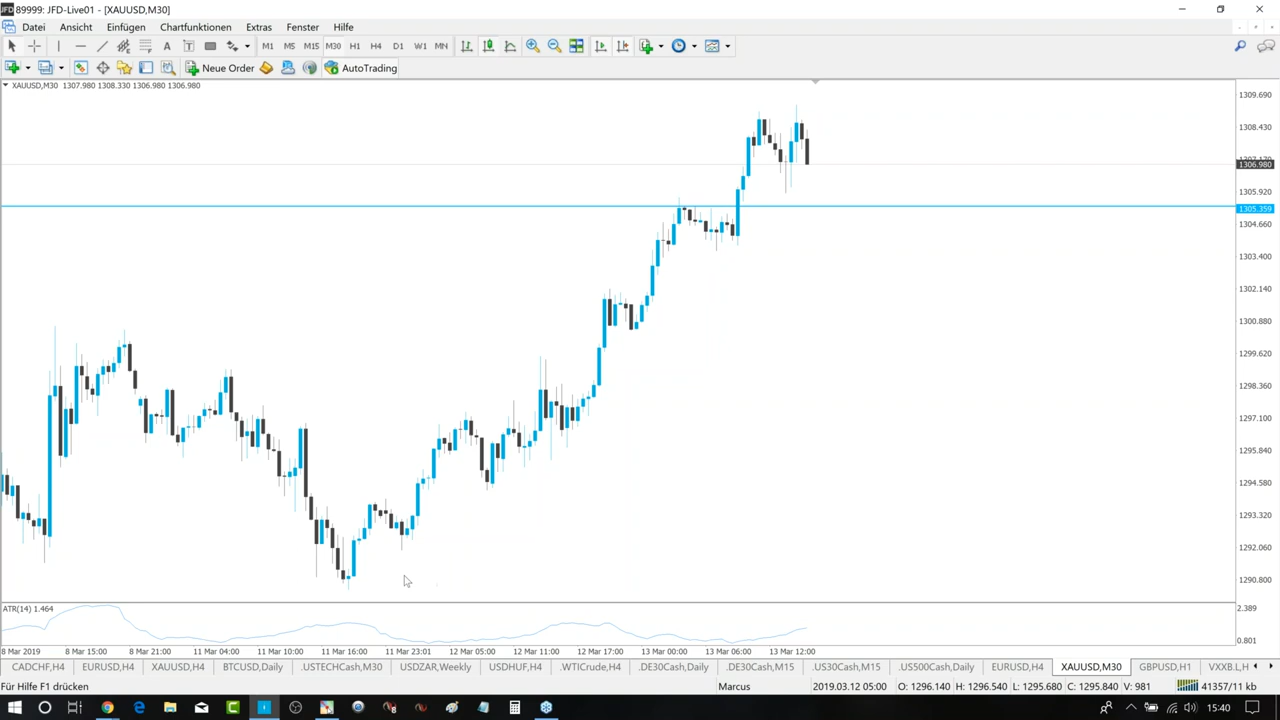 89999: JFD-Live01 - [XAUUSD,M30]
Datei Ansicht Einfügen Chartfunktionen Extras Fenster Hilfe
A T M1 M5 M15 M30 H1 H4 D1 W1 MN
Neue Order AutoTrading
XAUUSD,M30 1307.980 1308.330 1306.980 1306.980
1309.690
1308.430
1306.980
1305.920
1305.359
1304.660
1303.400
1302.140
1300.880
1299.620
1298.360
1297.100
1295.840
1294.580
1293.320
1292.060
1290.800
ATR(14) 1.464
2.389
0.801
8 Mar 2019 8 Mar 15:00 8 Mar 21:00 11 Mar 04:00 11 Mar 10:00 11 Mar 16:00 11 Mar 23:01 12 Mar 05:00 12 Mar 11:00 12 Mar 17:00 13 Mar 00:00 13 Mar 06:00 13 Mar 12:00
CADCHF,H4 EURUSD,H4 XAUUSD,H4 BTCUSD,Daily .USTECHCash,M30 USDZAR,Weekly USDHUF,H4 .WTICrude,H4 .DE30Cash,Daily .DE30Cash,M15 .US30Cash,M15 .US500Cash,Daily EURUSD,H4 XAUUSD,M30 GBPUSD,H1 VXXB.L,H
Für Hilfe F1 drücken Marcus 2019.03.12 05:00 O: 1296.140 H: 1296.540 L: 1295.680 C: 1295.840 V: 981 41357/11 kb
15:40